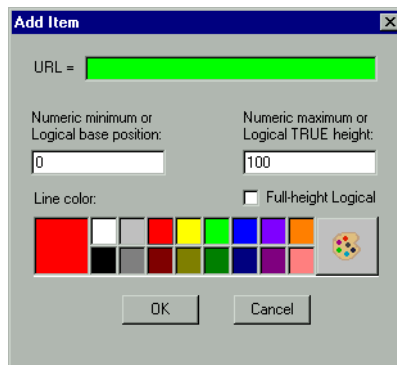 Add Item
URL =
Numeric minimum or
Logical base position:
Numeric maximum or
Logical TRUE height:
0
100
Line color:
Full-height Logical
OK
Cancel